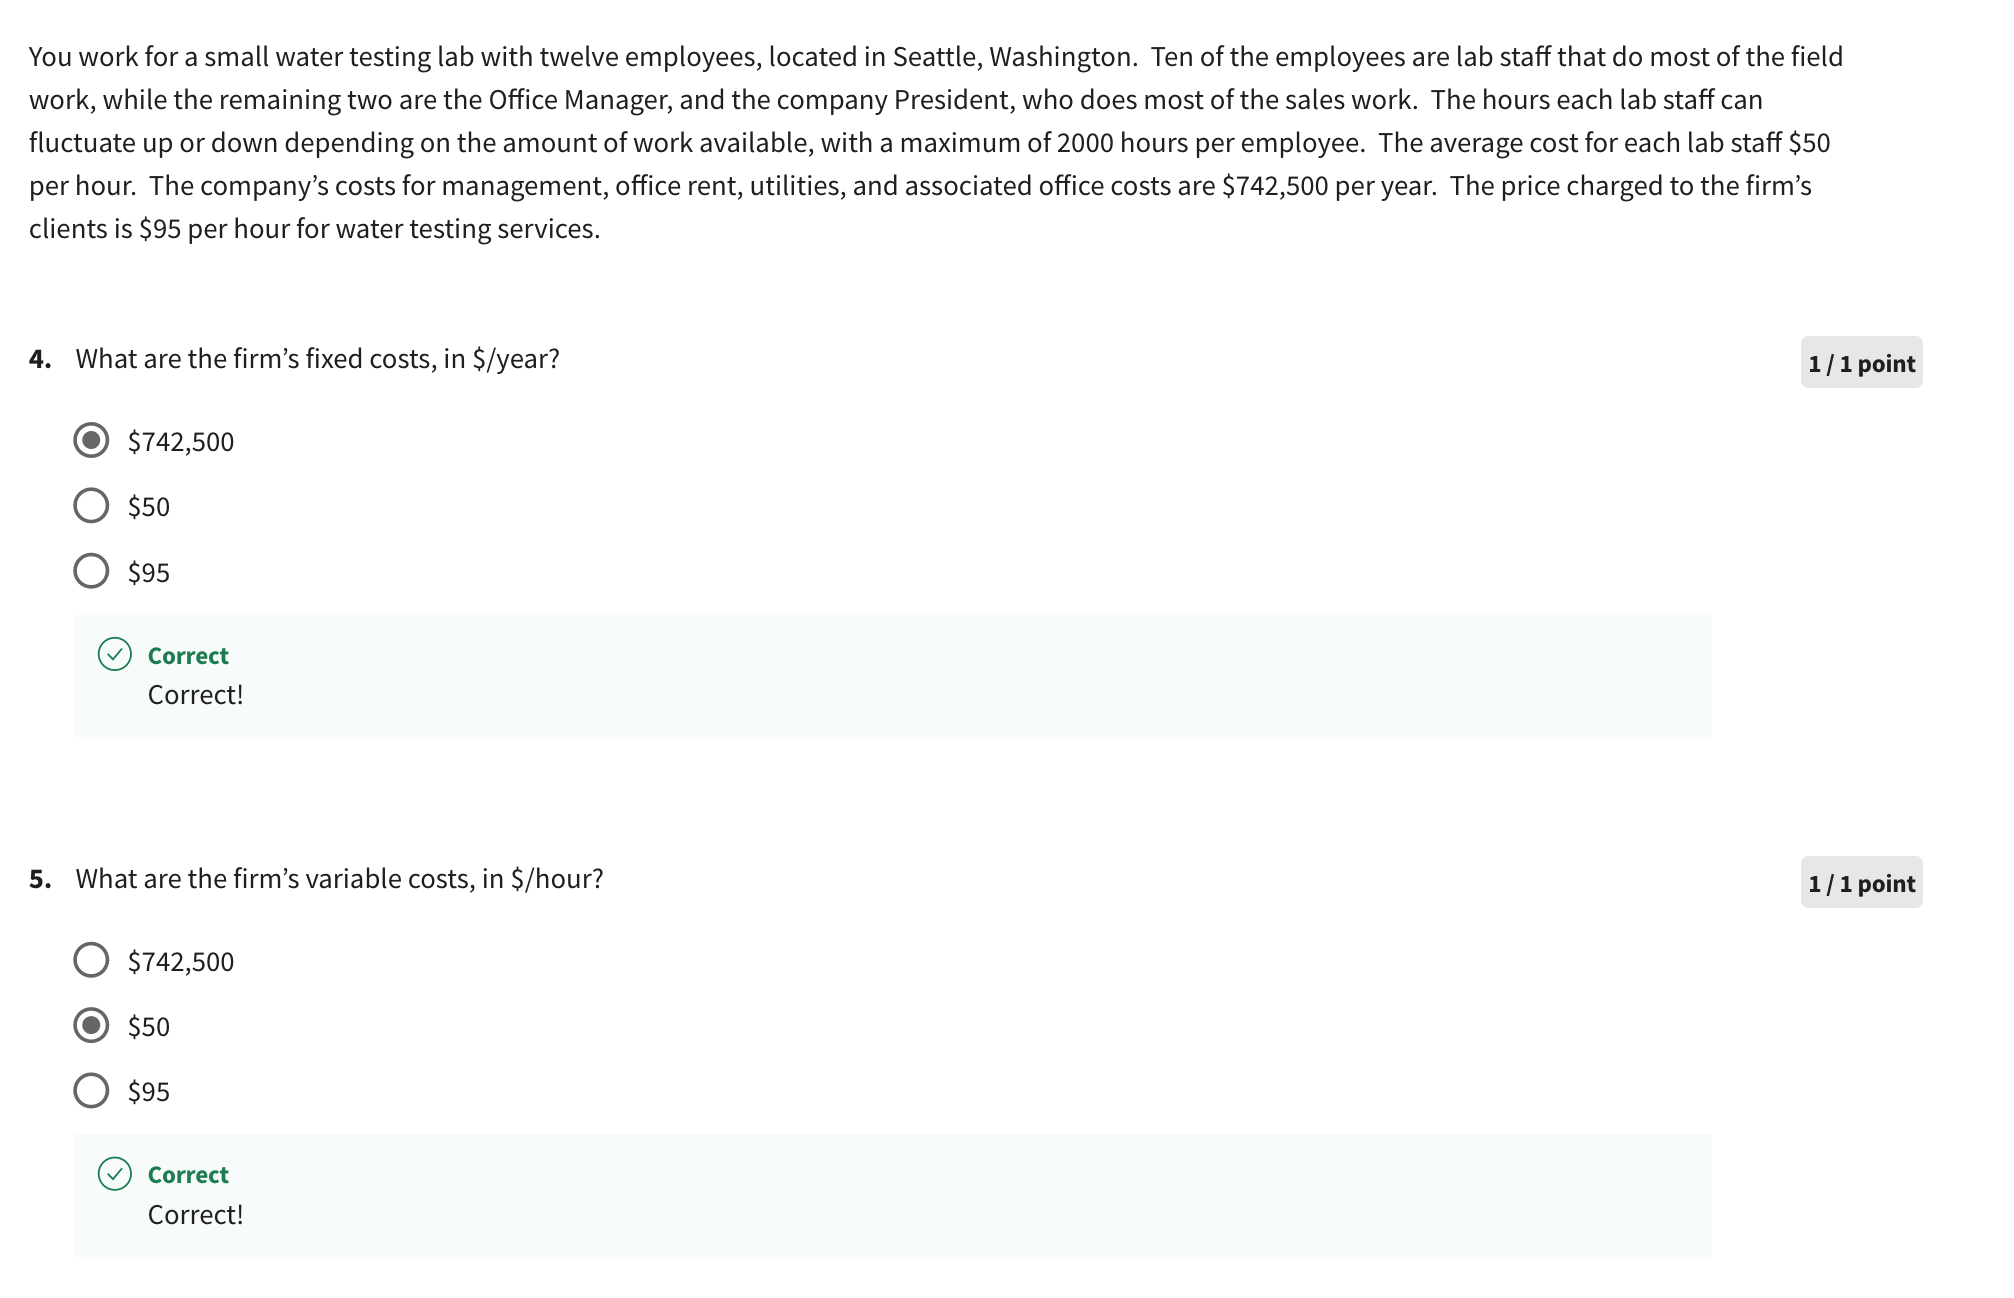 You work for a small water testing lab with twelve employees, located in Seattle, Washington.  Ten of the employees are lab staff that do most of the field
work, while the remaining two are the Office Manager, and the company President, who does most of the sales work.  The hours each lab staff can
fluctuate up or down depending on the amount of work available, with a maximum of 2000 hours per employee.  The average cost for each lab staff $50
per hour.  The company’s costs for management, office rent, utilities, and associated office costs are $742,500 per year.  The price charged to the firm’s
clients is $95 per hour for water testing services.
4. What are the firm’s fixed costs, in $/year?
1 / 1 point
$742,500
$50
$95
Correct
Correct!
5. What are the firm’s variable costs, in $/hour?
1 / 1 point
$742,500
$50
$95
Correct
Correct!